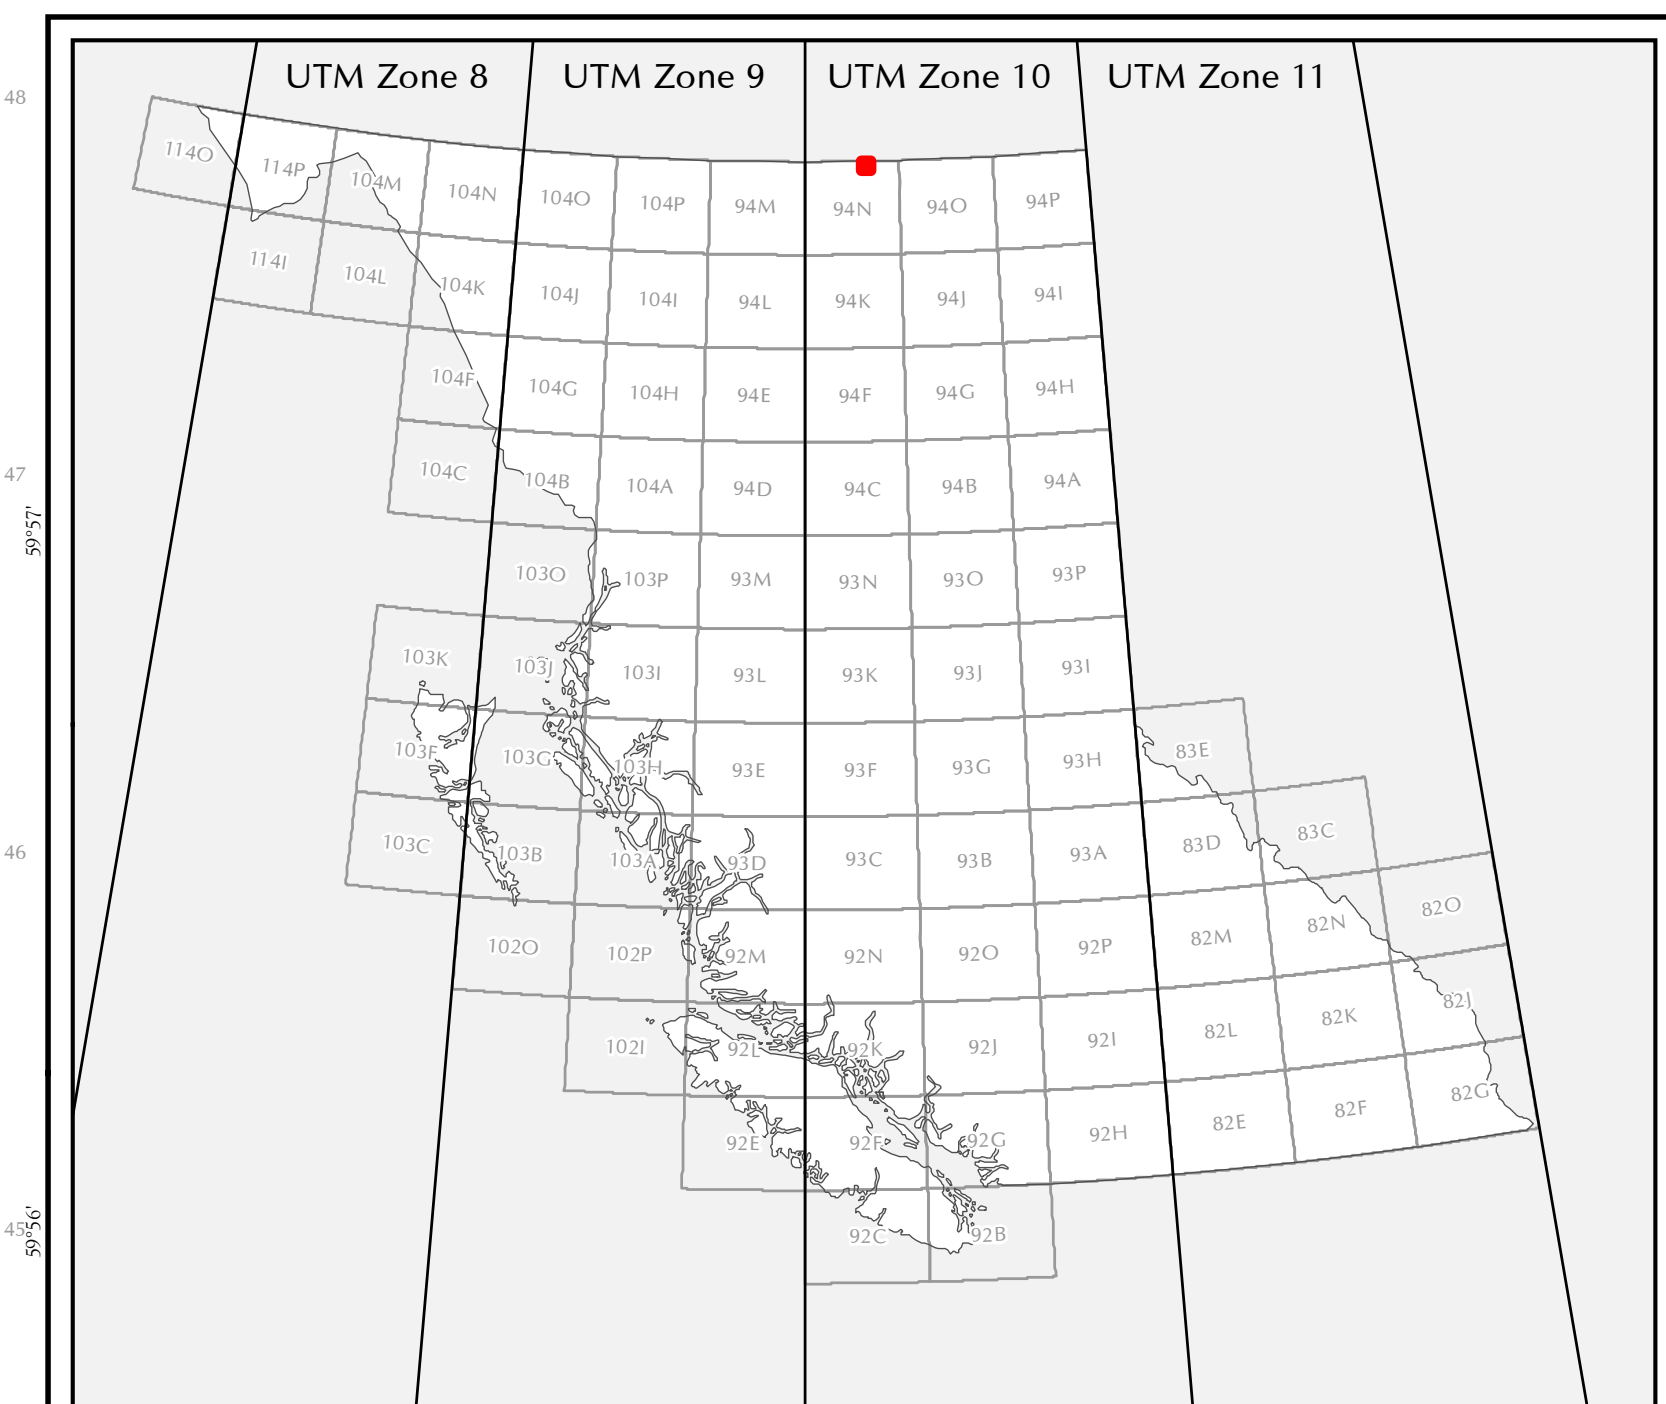 UTM Zone 8 UTM Zone 9 UTM Zone 10 UTM Zone 11
48
114O 114P 104M 104N 104O 104P 94M 94N 94O 94P
114I 104L 104K 104J 104I 94L 94K 94J 94I
104F 104G 104H 94E 94F 94G 94H
47
104C 104B 104A 94D 94C 94B 94A
59°57'
103O 103P 93M 93N 93O 93P
103K 103J 103I 93L 93K 93J 93I
103F 103G 103H 93E 93F 93G 93H 83E
46
103C 103B 103A 93D 93C 93B 93A 83D 83C
102O 102P 92M 92N 92O 92P 82M 82N 82O
102I 92L 92K 92J 92I 82L 82K 82J
92E 92F 92G 92H 82E 82F 82G
45
59°56'
92C 92B